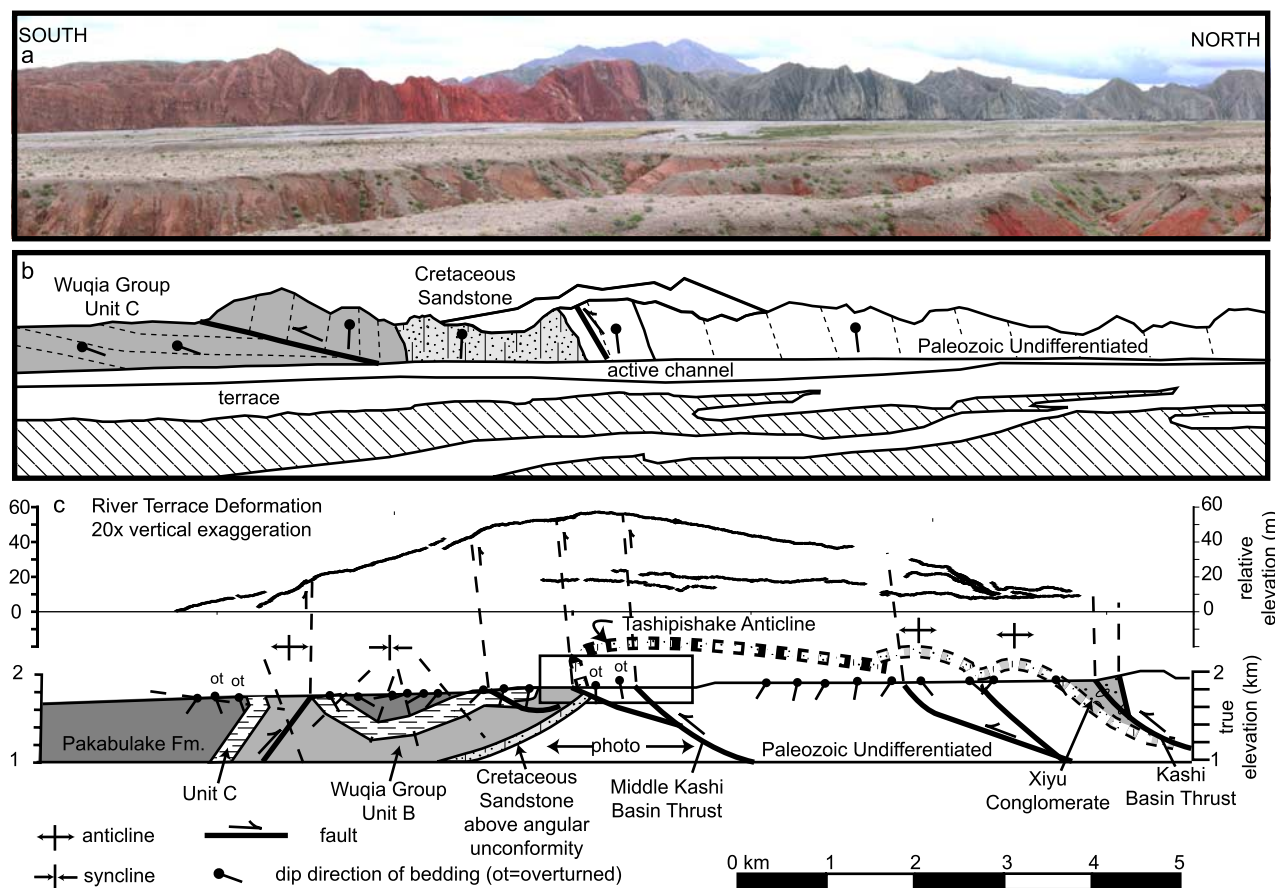 SOUTH
a
NORTH
b
Wuqia Group
Unit C
Cretaceous
Sandstone
Paleozoic Undifferentiated
active channel
terrace
c
River Terrace Deformation
20x vertical exaggeration
60
40
20
0
60
40
20
0
relative
elevation (m)
Tashipishake Anticline
ot
ot
ot
ot
2
1
2
1
true
elevation (km)
Pakabulake Fm.
photo
Paleozoic Undifferentiated
Unit C
Wuqia Group
Unit B
Cretaceous
Sandstone
above angular
unconformity
Middle Kashi
Basin Thrust
Xiyu
Conglomerate
Kashi
Basin Thrust
anticline
fault
syncline
dip direction of bedding (ot=overturned)
0 km 1 2 3 4 5